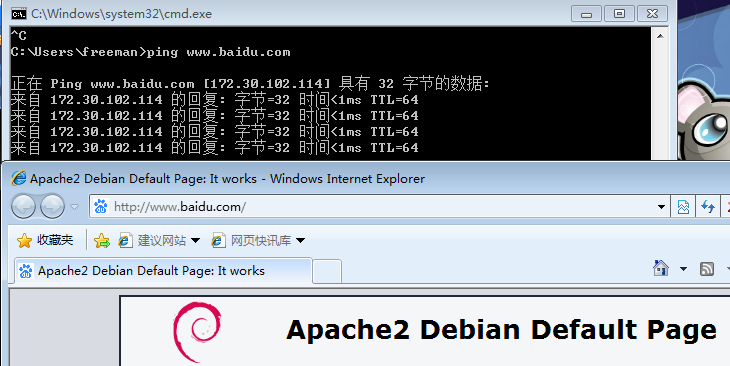 C:\Windows\system32\cmd.exe
^C
C:\Users\freeman>ping www.baidu.com
正在 Ping www.baidu.com [172.30.102.114] 具有 32 字节的数据:
来自 172.30.102.114 的回复: 字节=32 时间<1ms TTL=64
来自 172.30.102.114 的回复: 字节=32 时间<1ms TTL=64
来自 172.30.102.114 的回复: 字节=32 时间<1ms TTL=64
来自 172.30.102.114 的回复: 字节=32 时间<1ms TTL=64
Apache2 Debian Default Page: It works - Windows Internet Explorer
http://www.baidu.com/
收藏夹 建议网站 网页快讯库
Apache2 Debian Default Page: It works
Apache2 Debian Default Page